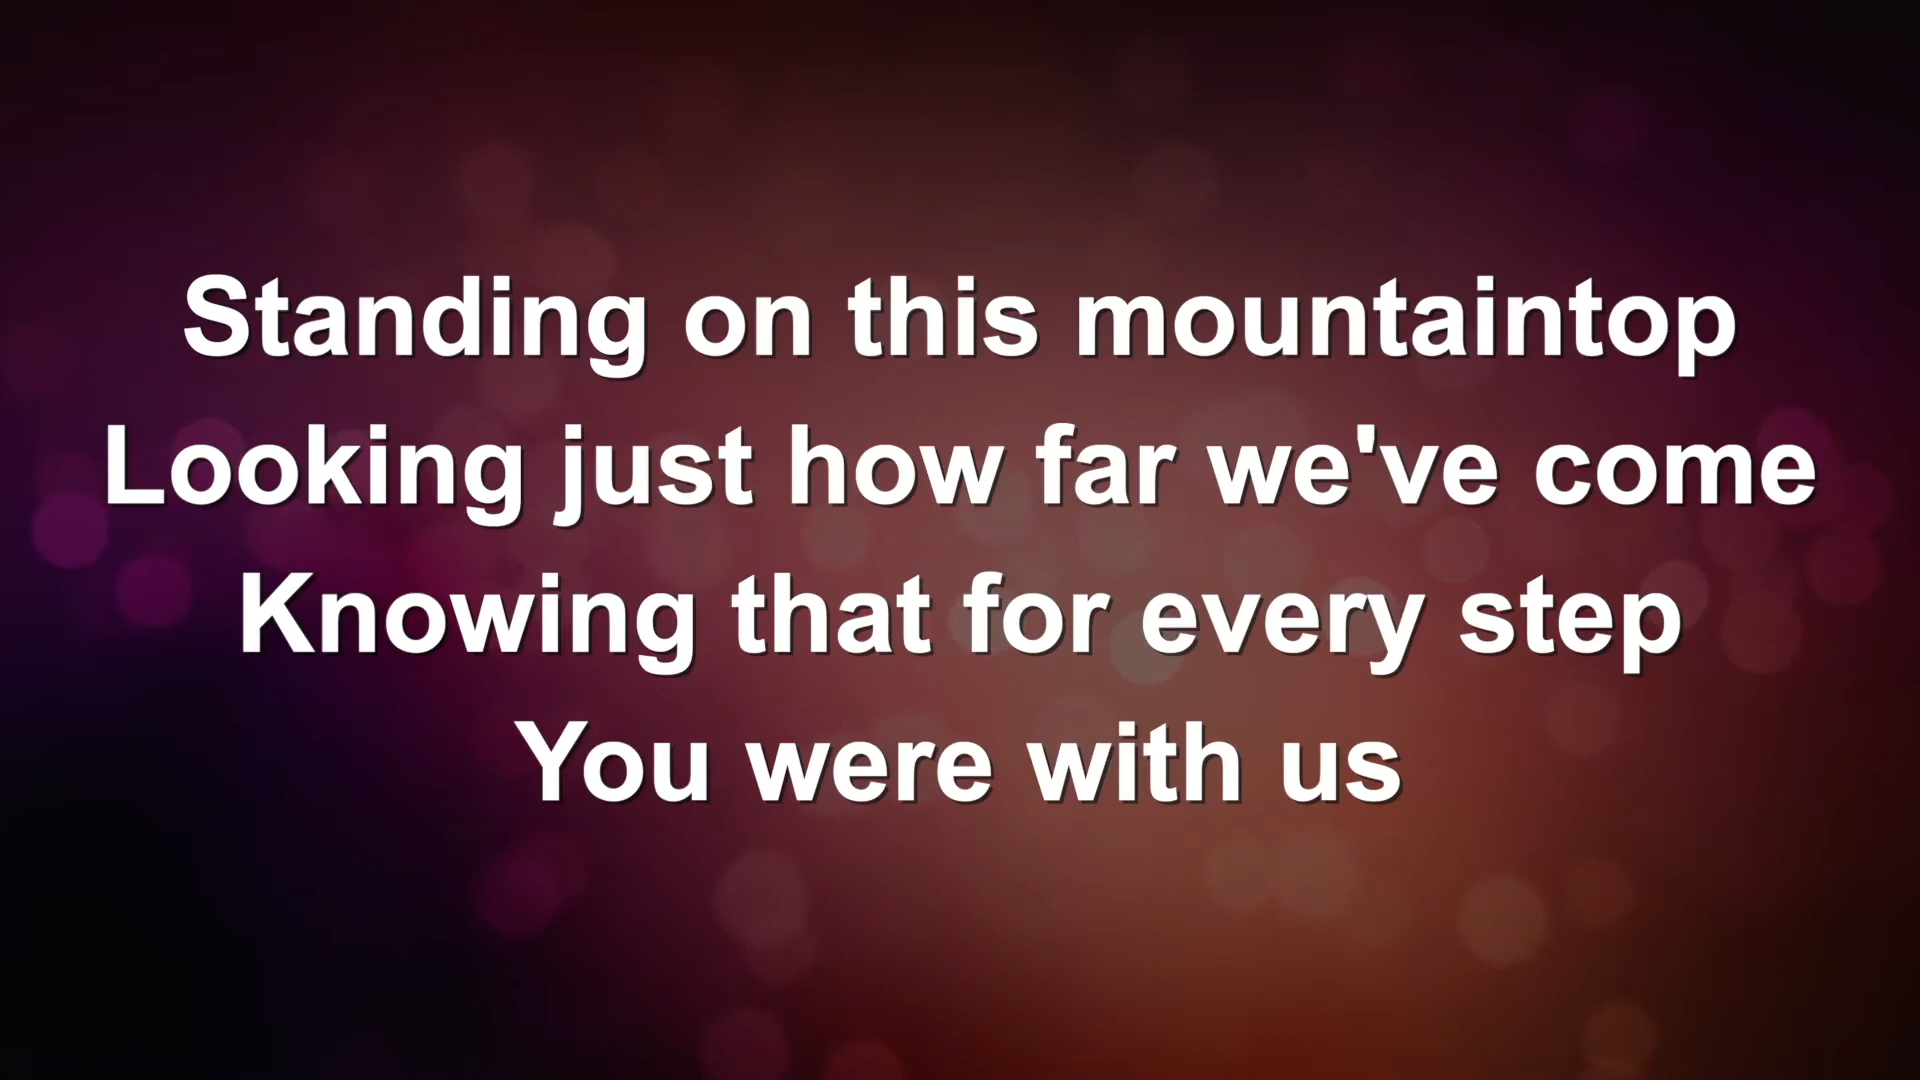 Standing on this mountaintop
Looking just how far we've come
Knowing that for every step
You were with us